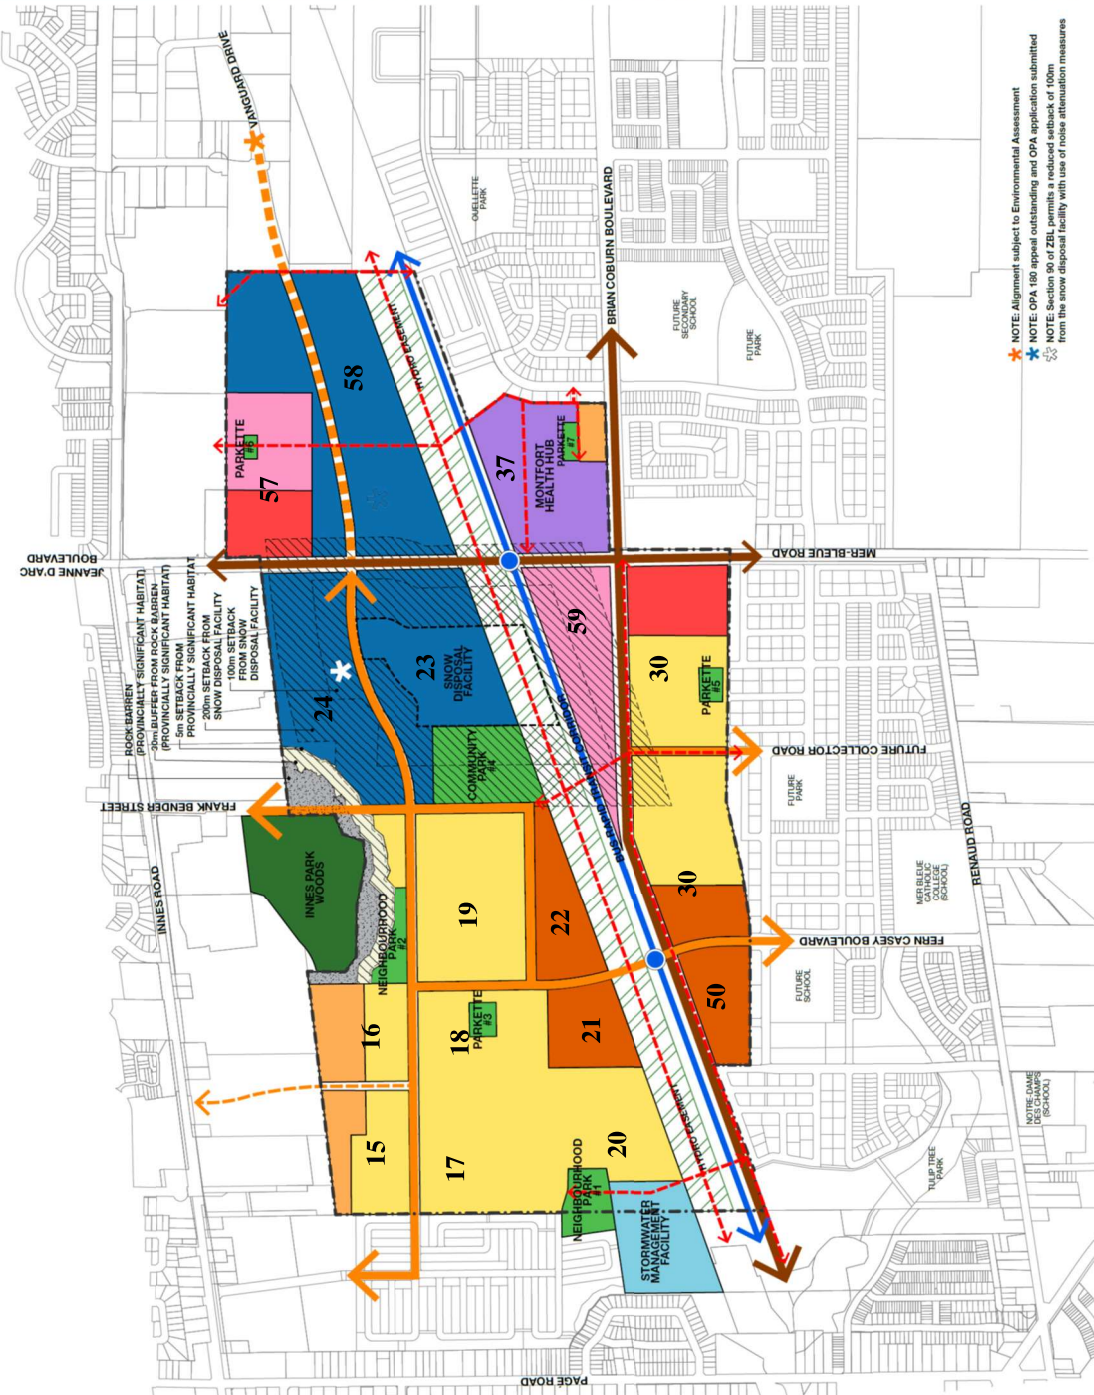 VANGUARD DRIVE
NOTE: Alignment subject to Environmental Assessment
NOTE: OPA 180 appeal outstanding and OPA application submitted
NOTE: Section 90 of ZBL permits a reduced setback of 100m
from the snow disposal facility with use of noise attenuation measures
OUELLETTE
PARK
BRIAN COBURN BOULEVARD
FUTURE
SECONDARY
SCHOOL
FUTURE
PARK
HYDRO EASEMENT
58
PARKETTE
#6
57
37
MONTFORT
HEALTH HUB
PARKETTE
#7
JEANNE D'ARC
BOULEVARD
MER-BLEUE ROAD
ROCK BARREN
(PROVINCIALLY SIGNIFICANT HABITAT)
30m BUFFER FROM ROCK BARREN
(PROVINCIALLY SIGNIFICANT HABITAT)
5m SETBACK FROM
PROVINCIALLY SIGNIFICANT HABITAT
200m SETBACK FROM
SNOW DISPOSAL FACILITY
100m SETBACK
FROM SNOW
DISPOSAL FACILITY
59
24
23
SNOW
DISPOSAL
FACILITY
30
PARKETTE
#5
COMMUNITY
PARK
#4
BUS RAPID TRANSIT CORRIDOR
FUTURE COLLECTOR ROAD
FRANK BENDER STREET
FUTURE
PARK
INNES ROAD
INNES PARK
WOODS
RENAUD ROAD
MER BLEUE
CATHOLIC
COLLEGE
(SCHOOL)
19
22
30
NEIGHBOURHOOD
PARK
#2
FERN CASEY BOULEVARD
FUTURE
SCHOOL
50
16
18
PARKETTE
#3
21
15
17
20
HYDRO EASEMENT
NOTRE-DAME
DES CHAMPS
(SCHOOL)
TULIP TREE
PARK
NEIGHBOURHOOD
PARK
#1
STORMWATER
MANAGEMENT
FACILITY
PAGÉ ROAD